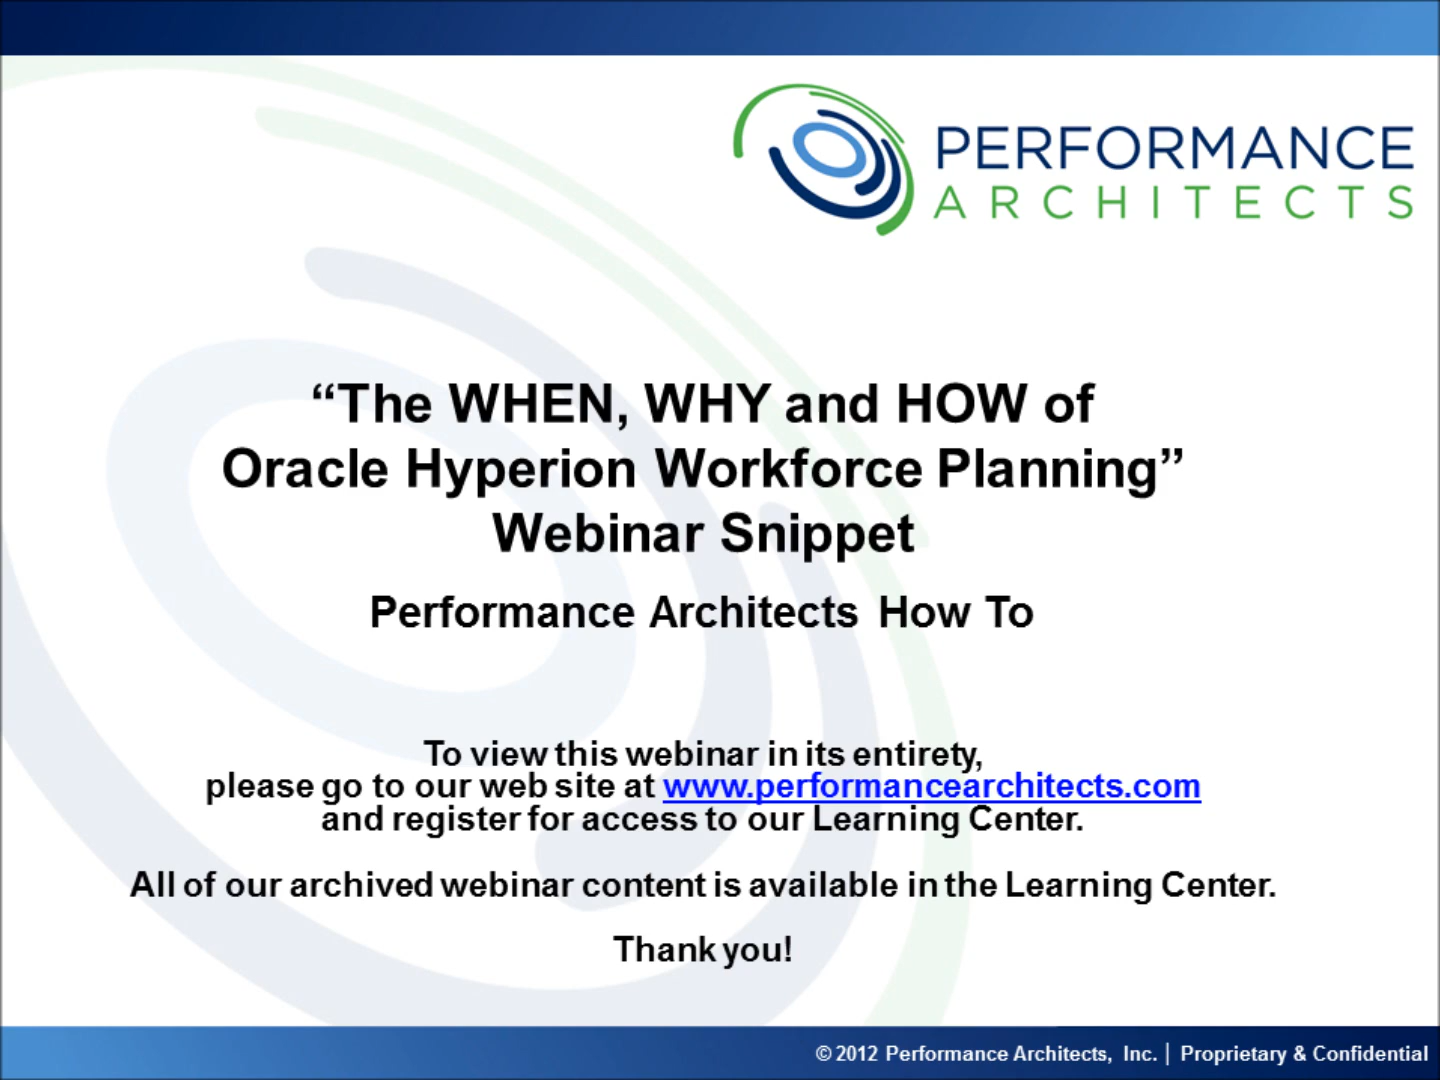 PERFORMANCE
ARCHITECTS
“The WHEN, WHY and HOW of
Oracle Hyperion Workforce Planning”
Webinar Snippet
Performance Architects How To
To view this webinar in its entirety,
please go to our web site at www.performancearchitects.com
and register for access to our Learning Center.
All of our archived webinar content is available in the Learning Center.
Thank you!
© 2012 Performance Architects, Inc. | Proprietary & Confidential